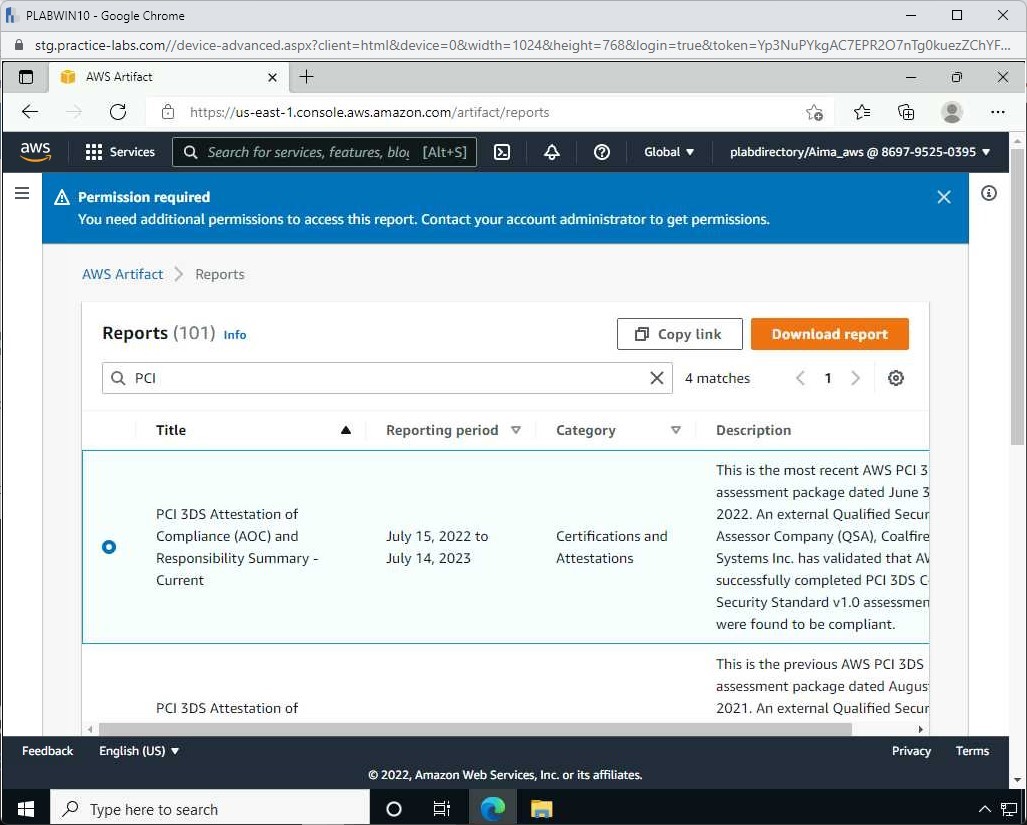 PLABWIN10 - Google Chrome
stg.practice-labs.com//device-advanced.aspx?client=html&device=0&width=1024&height=768&login=true&token=Yp3NuPYkgAC7EPR2O7nTg0kuezZChYF...
AWS Artifact
https://us-east-1.console.aws.amazon.com/artifact/reports
aws
Services
Search for services, features, blog [Alt+S]
Global
plabdirectory/Aima_aws @ 8697-9525-0395
Permission required
You need additional permissions to access this report. Contact your account administrator to get permissions.
AWS Artifact > Reports
Reports (101) Info
Copy link
Download report
PCI
4 matches
1
Title
Reporting period
Category
Description
PCI 3DS Attestation of
Compliance (AOC) and
Responsibility Summary -
Current
July 15, 2022 to
July 14, 2023
Certifications and
Attestations
This is the most recent AWS PCI 3
assessment package dated June 3
2022. An external Qualified Secur
Assessor Company (QSA), Coalfire
Systems Inc. has validated that AW
successfully completed PCI 3DS C
Security Standard v1.0 assessmen
were found to be compliant.
PCI 3DS Attestation of
This is the previous AWS PCI 3DS
assessment package dated Augus
2021. An external Qualified Secur
Feedback
English (US)
Privacy
Terms
© 2022, Amazon Web Services, Inc. or its affiliates.
Type here to search